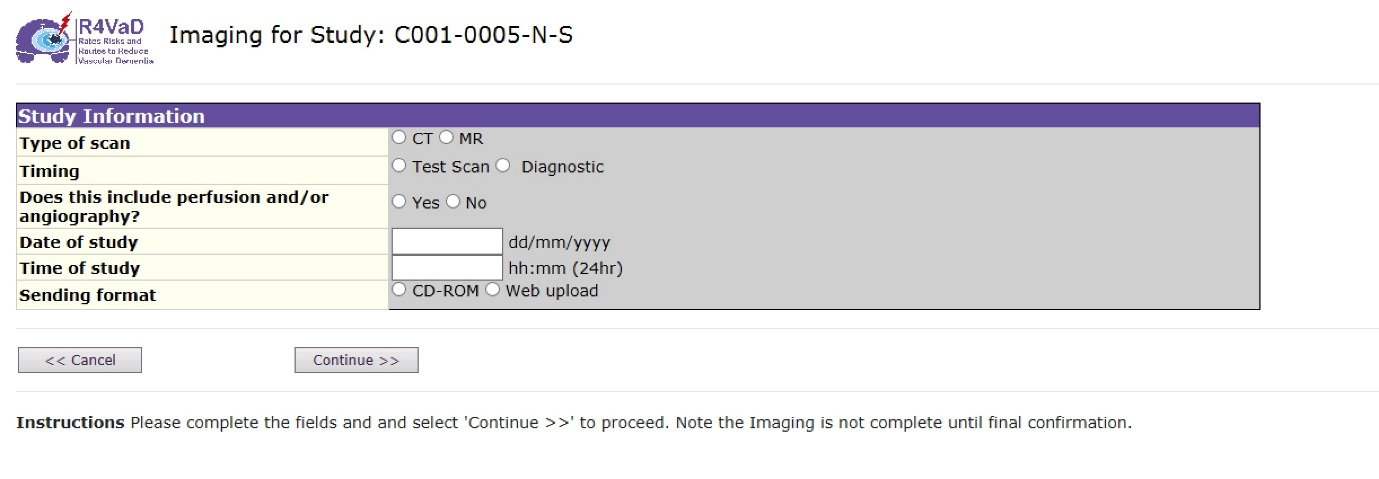 R4VaD
Rates Risks and
Routes to Reduce
Vascular Dementia
Imaging for Study: C001-0005-N-S
Study Information
Type of scan CT MR
Timing Test Scan Diagnostic
Does this include perfusion and/or
angiography? Yes No
Date of study dd/mm/yyyy
Time of study hh:mm (24hr)
Sending format CD-ROM Web upload
<< Cancel Continue >>
Instructions Please complete the fields and and select 'Continue >>' to proceed. Note the Imaging is not complete until final confirmation.